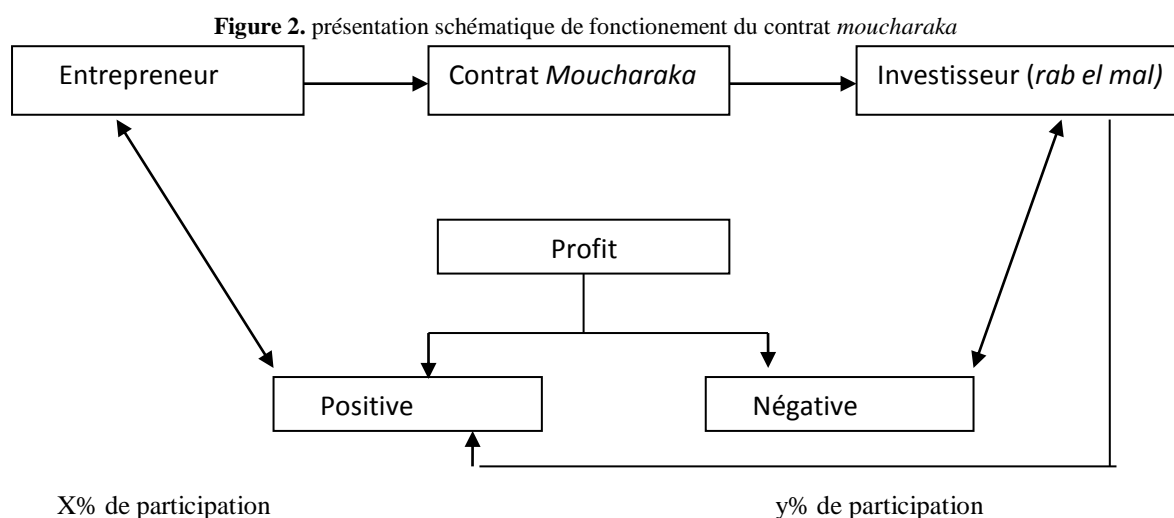 Figure 2. présentation schématique de fonctionement du contrat moucharaka
Entrepreneur
Contrat Moucharaka
Investisseur (rab el mal)
Profit
Positive
Négative
X% de participation
y% de participation